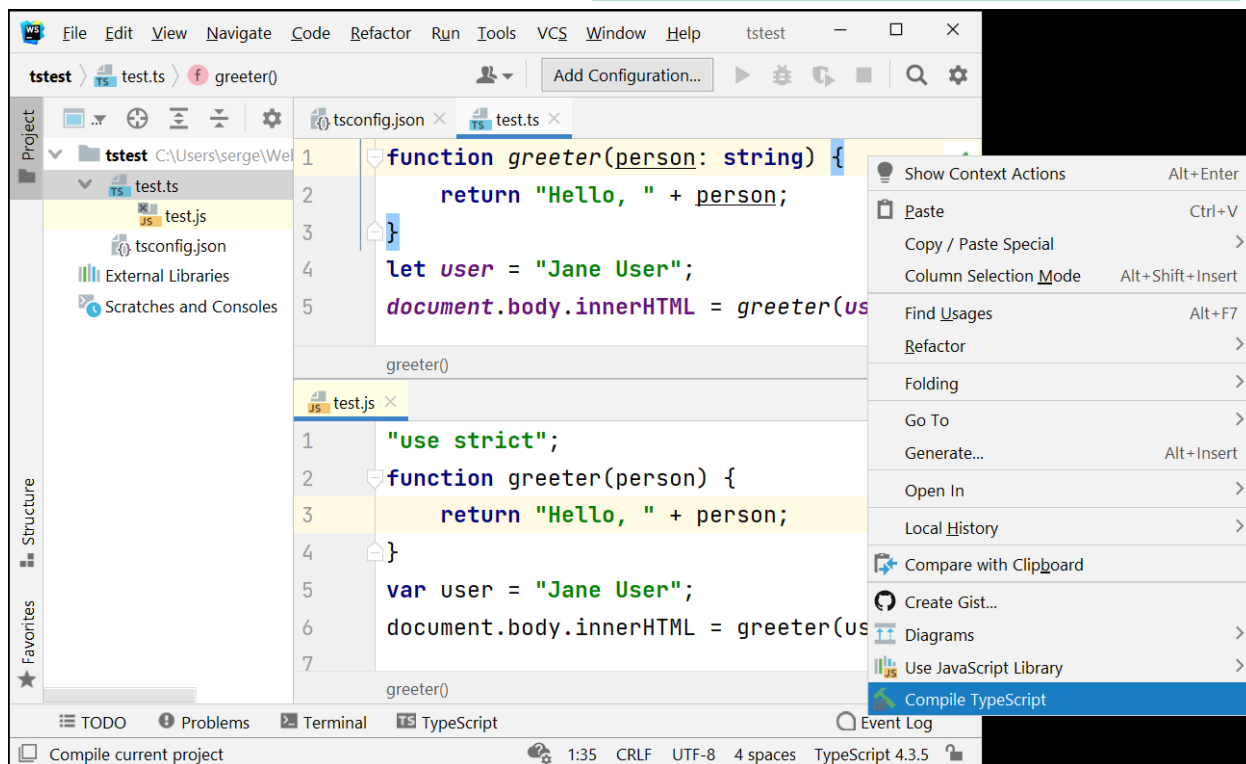 WS File Edit View Navigate Code Refactor Run Tools VCS Window Help tstest
tstest test.ts f greeter() Add Configuration...
Project
tsconfig.json test.ts
tstest C:\Users\serge\We
test.ts
test.js
tsconfig.json
External Libraries
Scratches and Consoles
1 function greeter(person: string) {
2 return "Hello, " + person;
3 }
4 let user = "Jane User";
5 document.body.innerHTML = greeter(us
greeter()
test.js
1 "use strict";
2 function greeter(person) {
3 return "Hello, " + person;
4 }
5 var user = "Jane User";
6 document.body.innerHTML = greeter(us
7
greeter()
Structure
Favorites
Show Context Actions Alt+Enter
Paste Ctrl+V
Copy / Paste Special
Column Selection Mode Alt+Shift+Insert
Find Usages Alt+F7
Refactor
Folding
Go To
Generate... Alt+Insert
Open In
Local History
Compare with Clipboard
Create Gist...
Diagrams
Use JavaScript Library
Compile TypeScript
TODO Problems Terminal TypeScript Event Log
Compile current project 1:35 CRLF UTF-8 4 spaces TypeScript 4.3.5